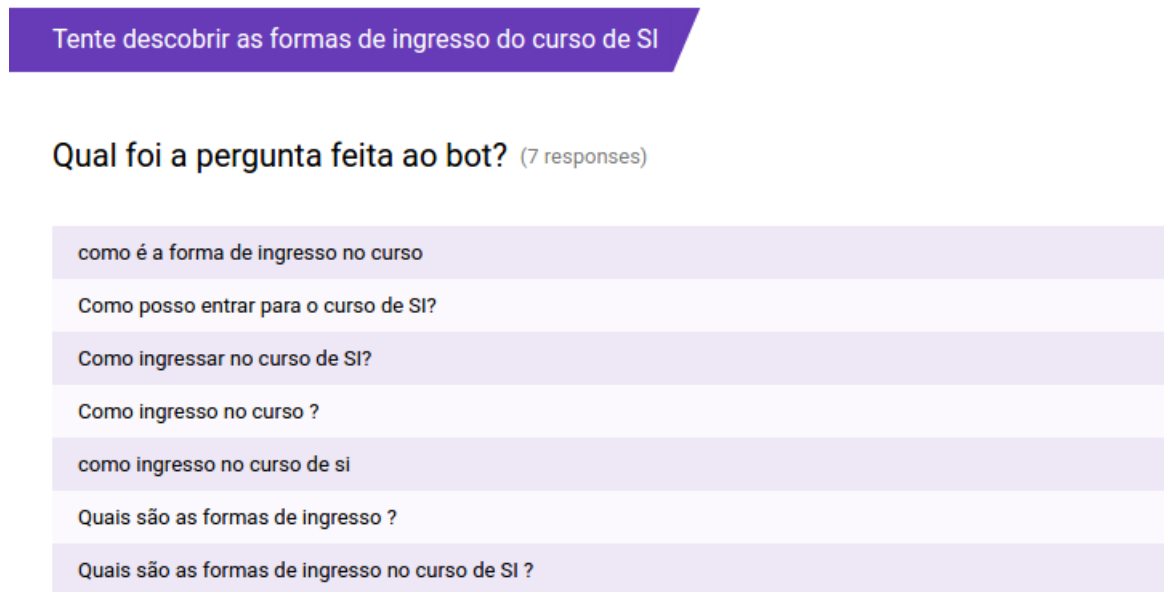 Tente descobrir as formas de ingresso do curso de SI
Qual foi a pergunta feita ao bot? (7 responses)
como é a forma de ingresso no curso
Como posso entrar para o curso de SI?
Como ingressar no curso de SI?
Como ingresso no curso ?
como ingresso no curso de si
Quais são as formas de ingresso ?
Quais são as formas de ingresso no curso de SI ?